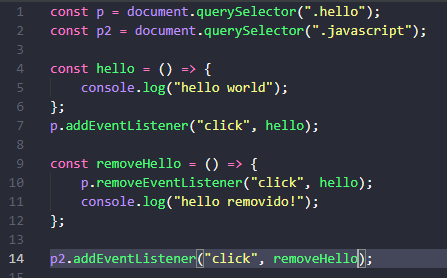 1 const p = document.querySelector(".hello");
2 const p2 = document.querySelector(".javascript");
3
4 const hello = () => {
5     console.log("hello world");
6 };
7 p.addEventListener("click", hello);
8
9 const removeHello = () => {
10     p.removeEventListener("click", hello);
11     console.log("hello removido!");
12 };
13
14 p2.addEventListener("click", removeHello);
15